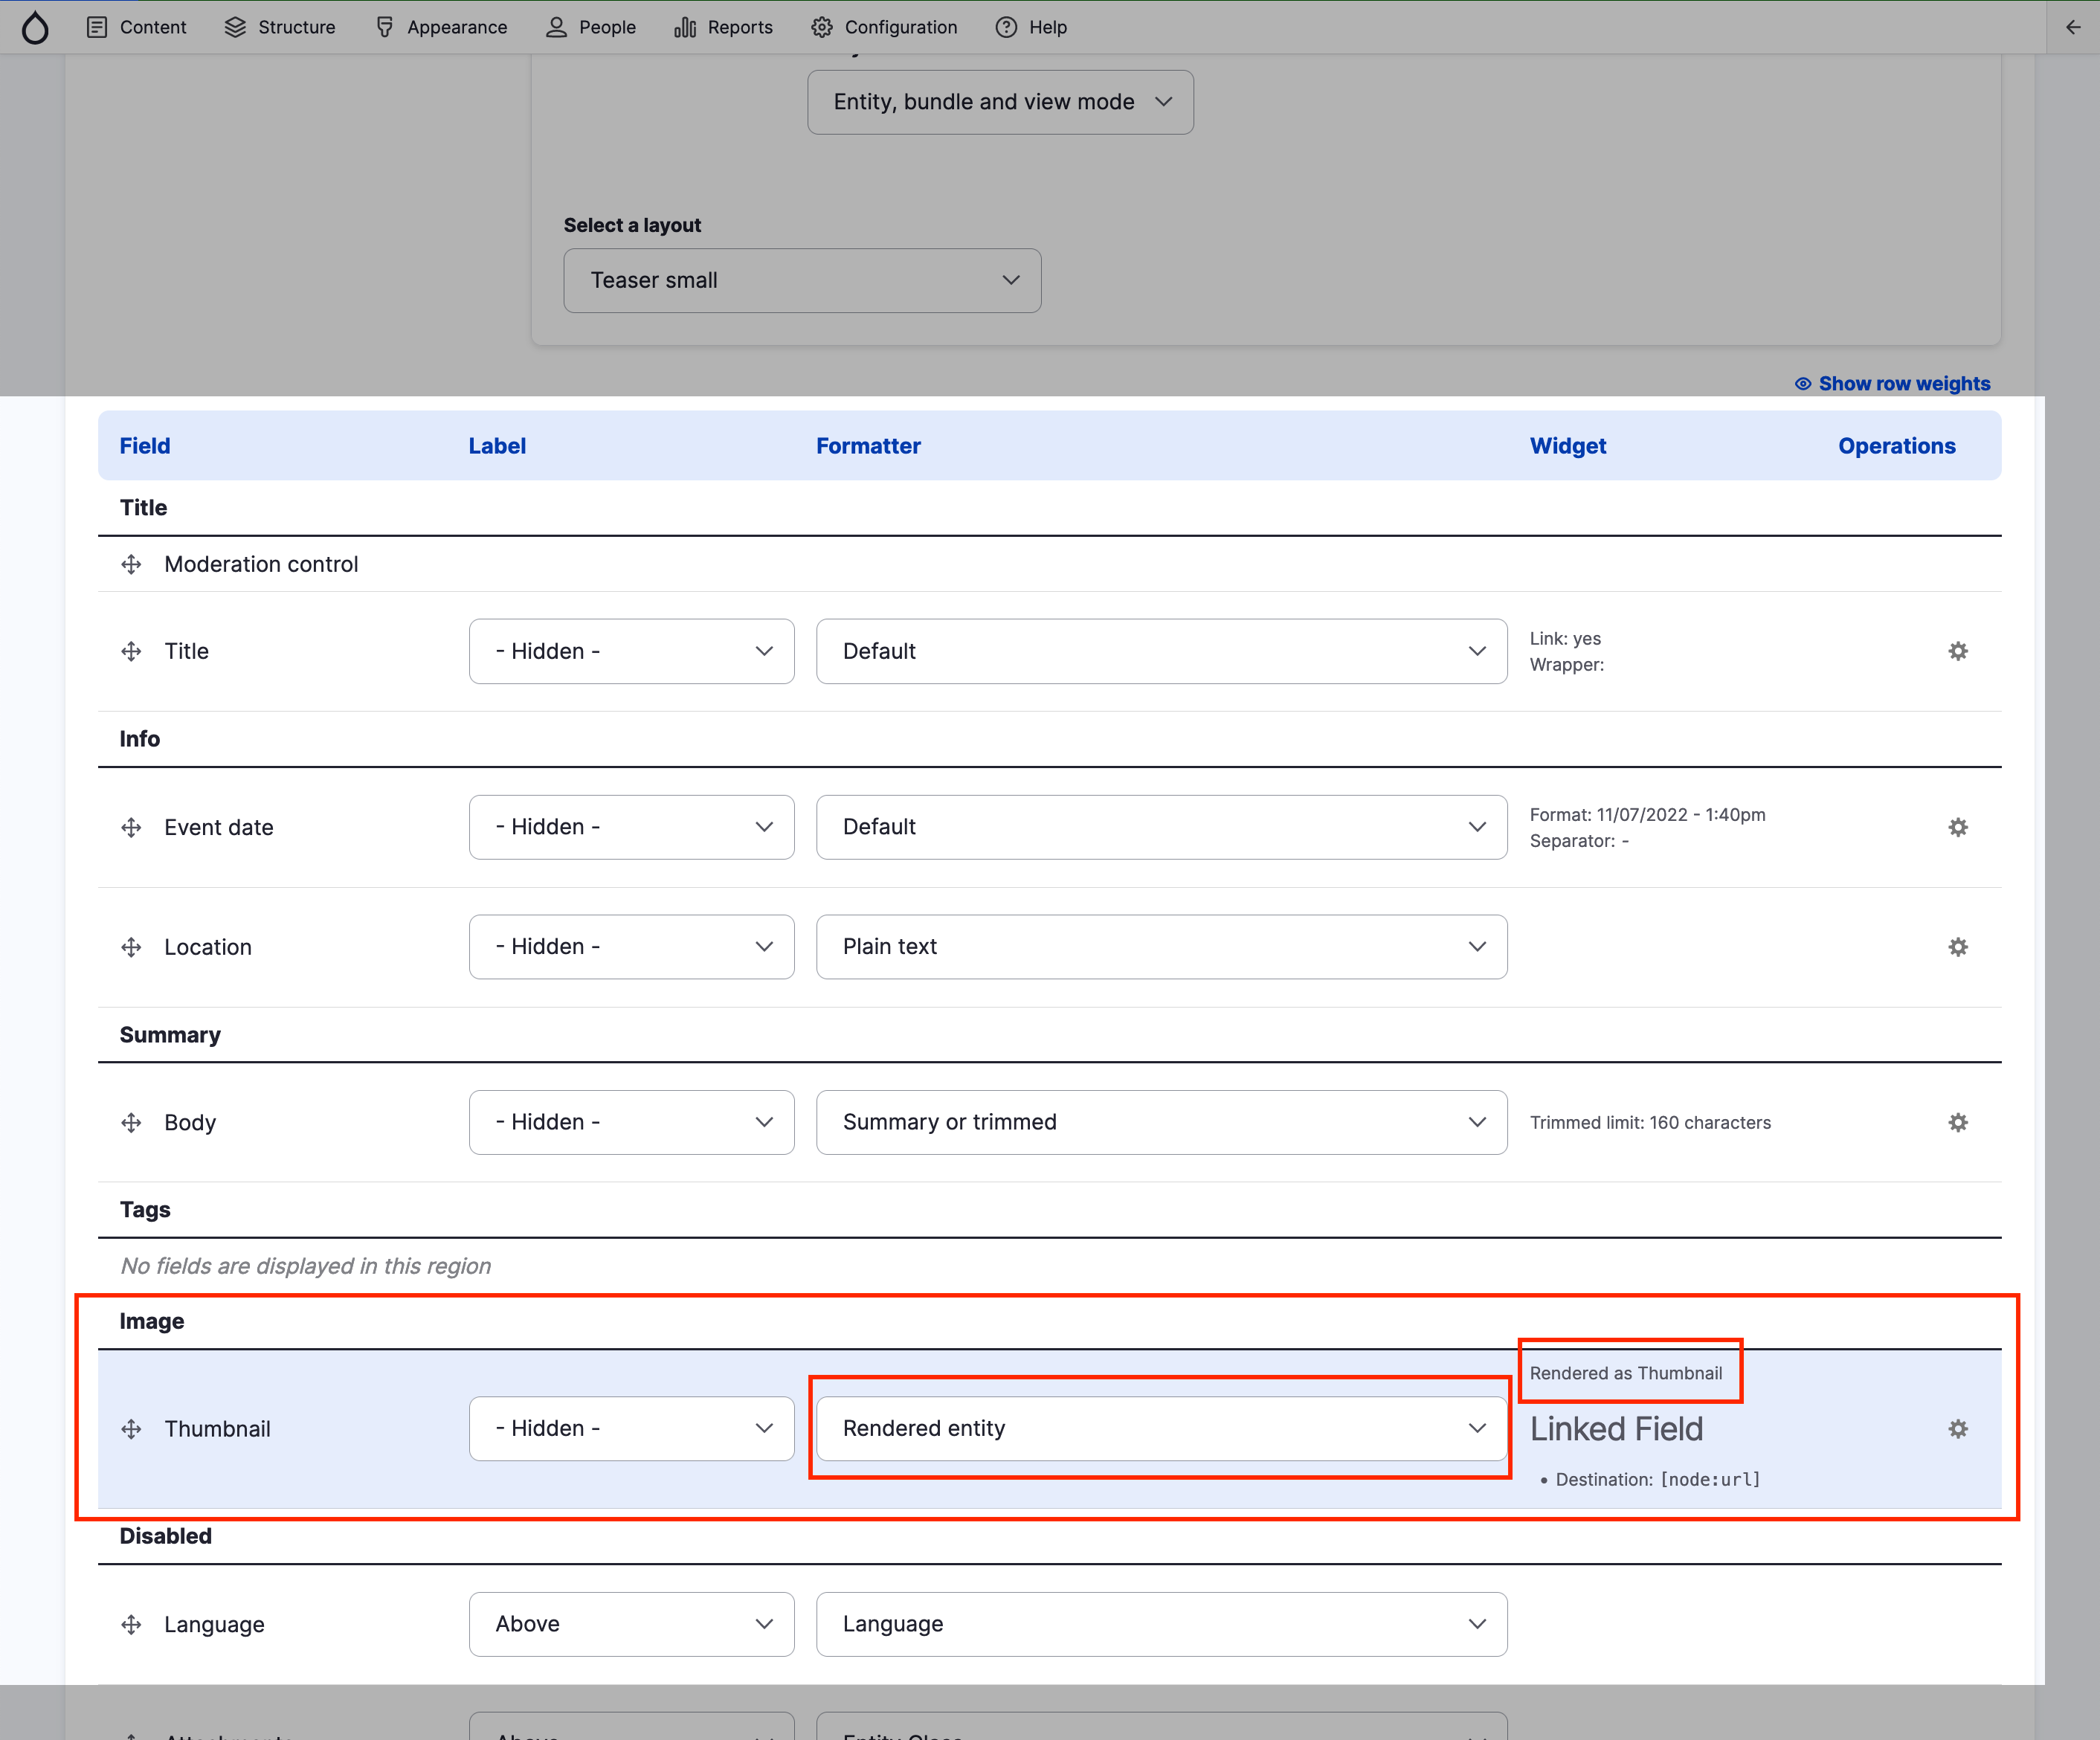 Content Structure Appearance People Reports Configuration Help
Entity, bundle and view mode
Select a layout
Teaser small
Show row weights
Field Label Formatter Widget Operations
Title
Moderation control
Title - Hidden - Default Link: yes
Wrapper:
Info
Event date - Hidden - Default Format: 11/07/2022 - 1:40pm
Separator: -
Location - Hidden - Plain text
Summary
Body - Hidden - Summary or trimmed Trimmed limit: 160 characters
Tags
No fields are displayed in this region
Image
Rendered as Thumbnail
Thumbnail - Hidden - Rendered entity Linked Field
• Destination: [node:url]
Disabled
Language Above Language